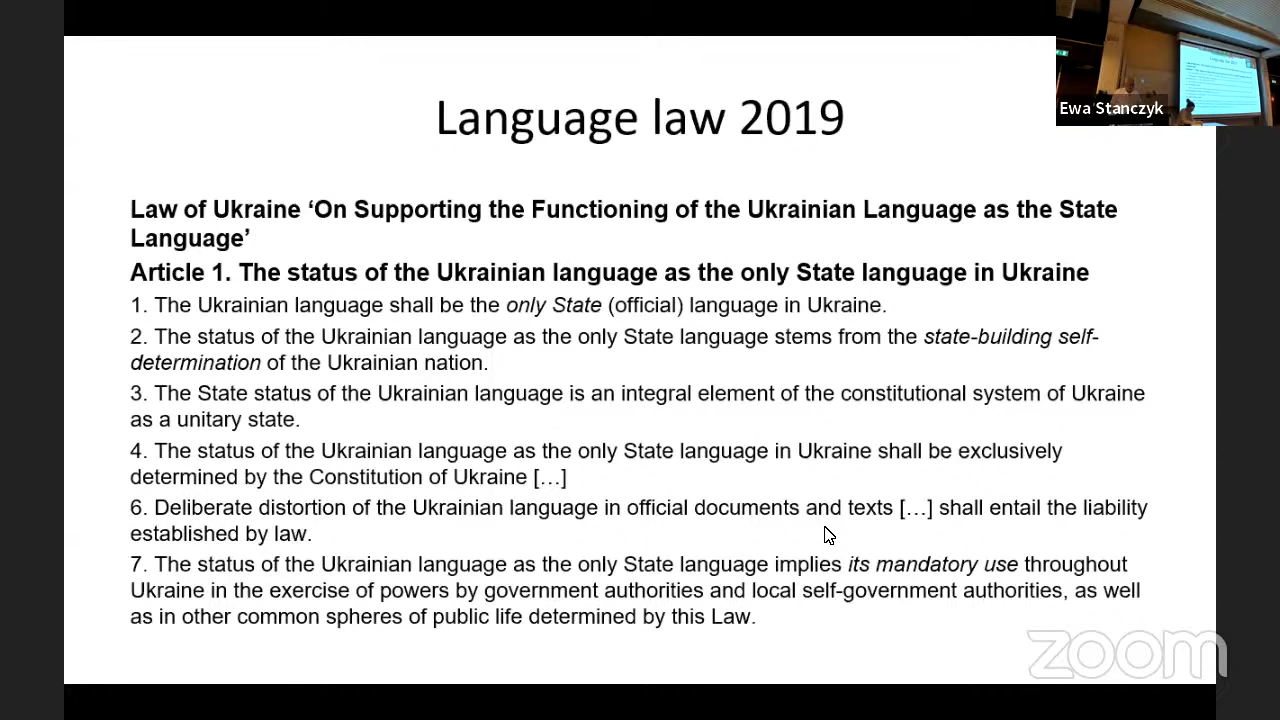 Ewa Stanczyk
Language law 2019
Law of Ukraine ‘On Supporting the Functioning of the Ukrainian Language as the State
Language’
Article 1. The status of the Ukrainian language as the only State language in Ukraine
1. The Ukrainian language shall be the only State (official) language in Ukraine.
2. The status of the Ukrainian language as the only State language stems from the state-building self-
determination of the Ukrainian nation.
3. The State status of the Ukrainian language is an integral element of the constitutional system of Ukraine
as a unitary state.
4. The status of the Ukrainian language as the only State language in Ukraine shall be exclusively
determined by the Constitution of Ukraine […]
6. Deliberate distortion of the Ukrainian language in official documents and texts […] shall entail the liability
established by law.
7. The status of the Ukrainian language as the only State language implies its mandatory use throughout
Ukraine in the exercise of powers by government authorities and local self-government authorities, as well
as in other common spheres of public life determined by this Law.
zoom